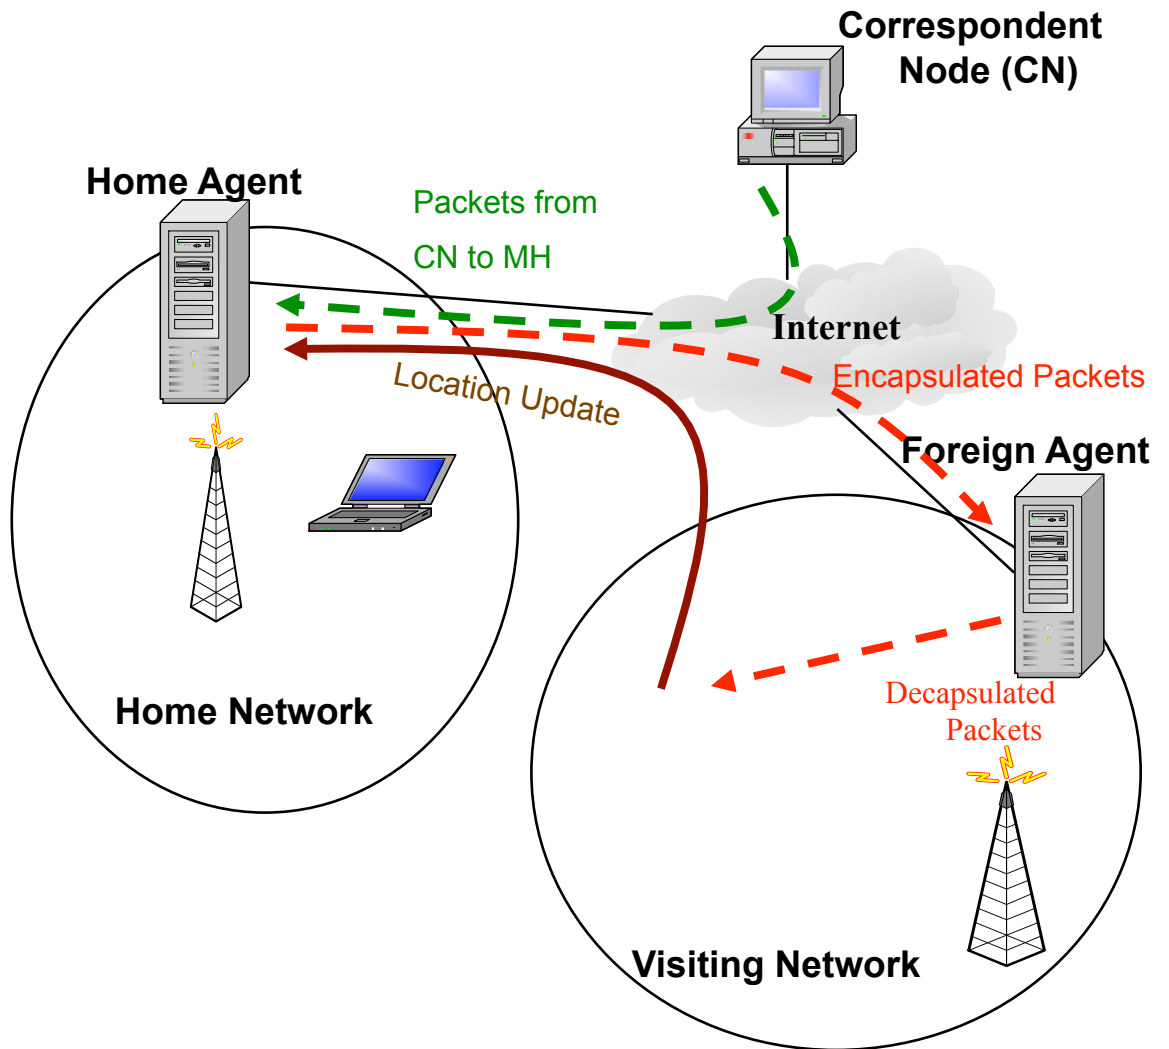 Correspondent
Node (CN)
Home Agent
Packets from
CN to MH
Internet
Encapsulated Packets
Location Update
Foreign Agent
Home Network
Decapsulated
Packets
Visiting Network